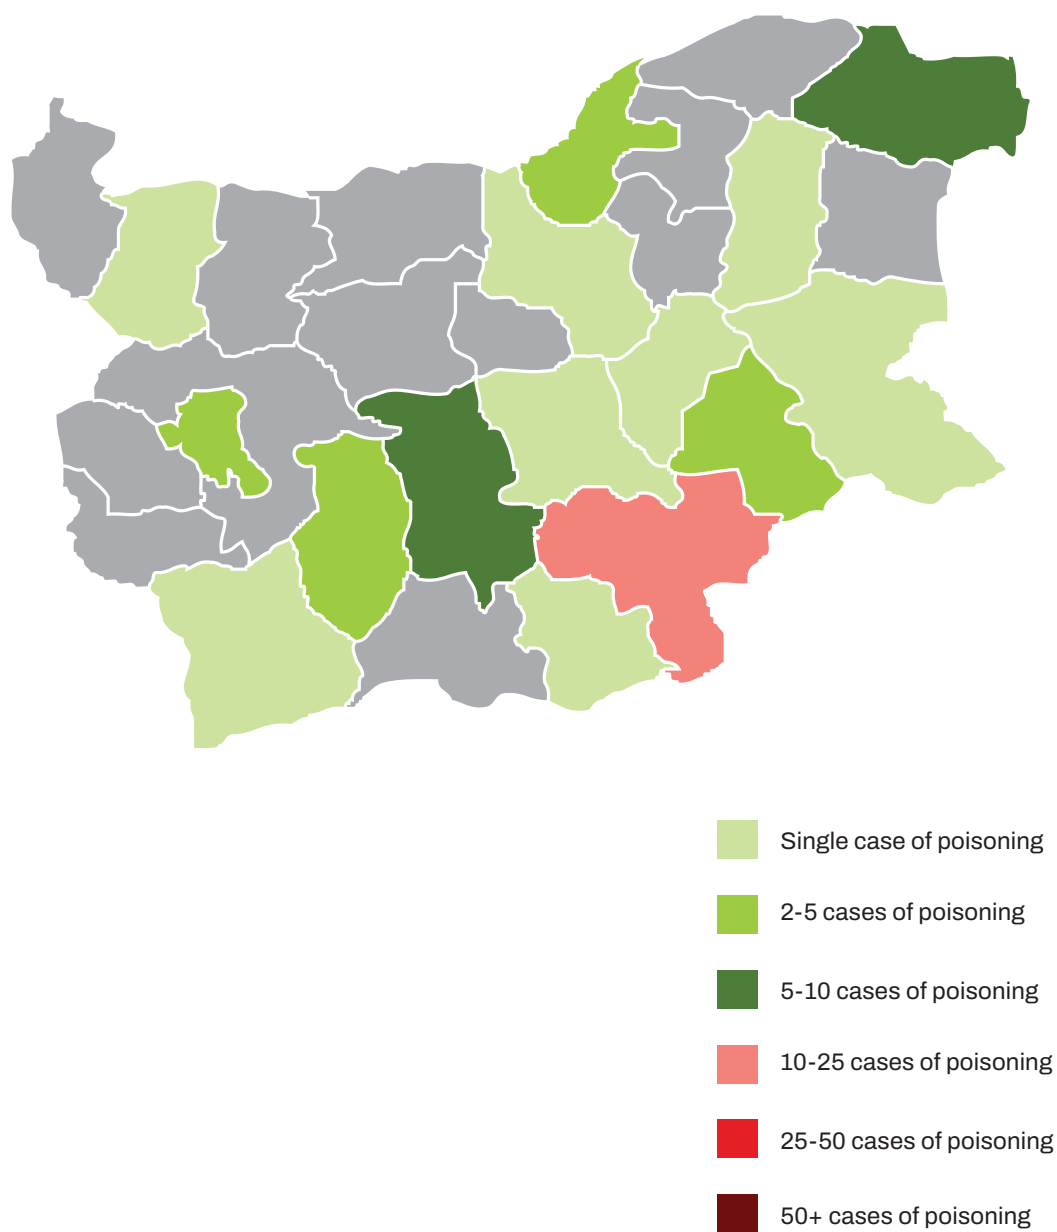 Single case of poisoning
2-5 cases of poisoning
5-10 cases of poisoning
10-25 cases of poisoning
25-50 cases of poisoning
50+ cases of poisoning